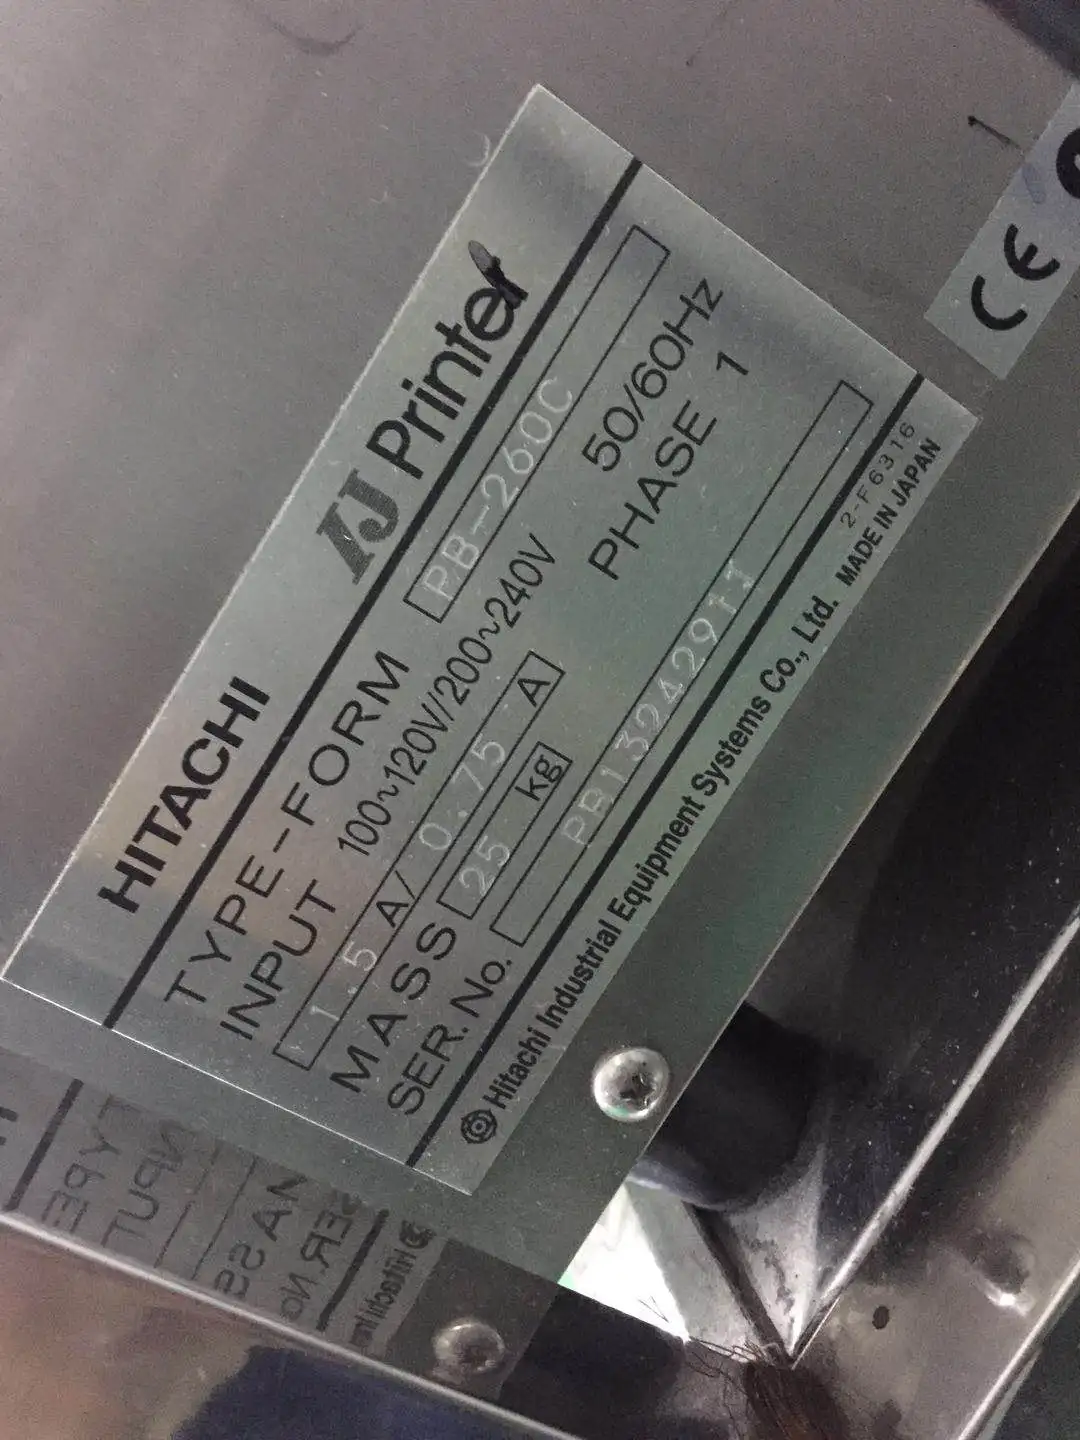 HITACHI IJ Printer
TYPE-FORM PB-260C
INPUT 100~120V/200~240V 50/60Hz
1.5 A/ 0.75 A PHASE 1
MASS 25 kg
SER.No.
2-F6316
Hitachi Industrial Equipment Systems Co., Ltd. MADE IN JAPAN
CE
1